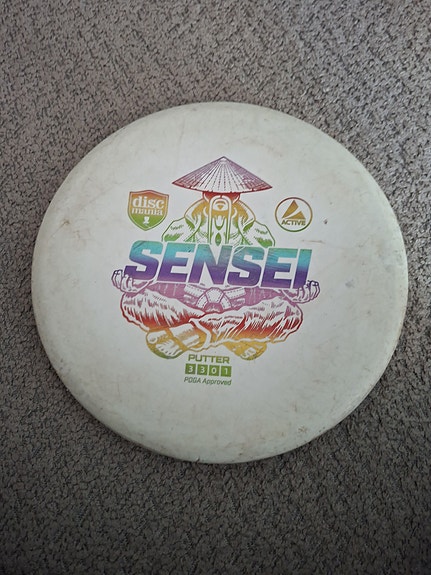 disc
mania
ACTIVE
SENSEI
PUTTER
3 3 0 1
PDGA Approved